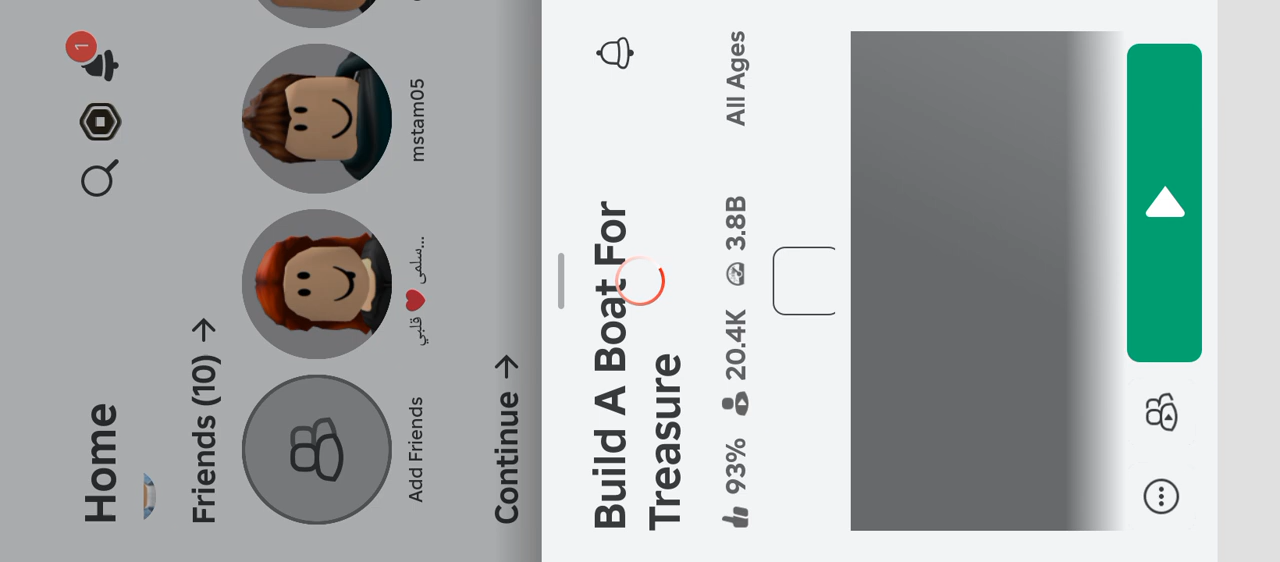 Home
1
Friends (10) →
Add Friends
قلبي ❤️ سلمى...
mstam05
Continue →
Build A Boat For
Treasure
93% 20.4K 3.8B All Ages